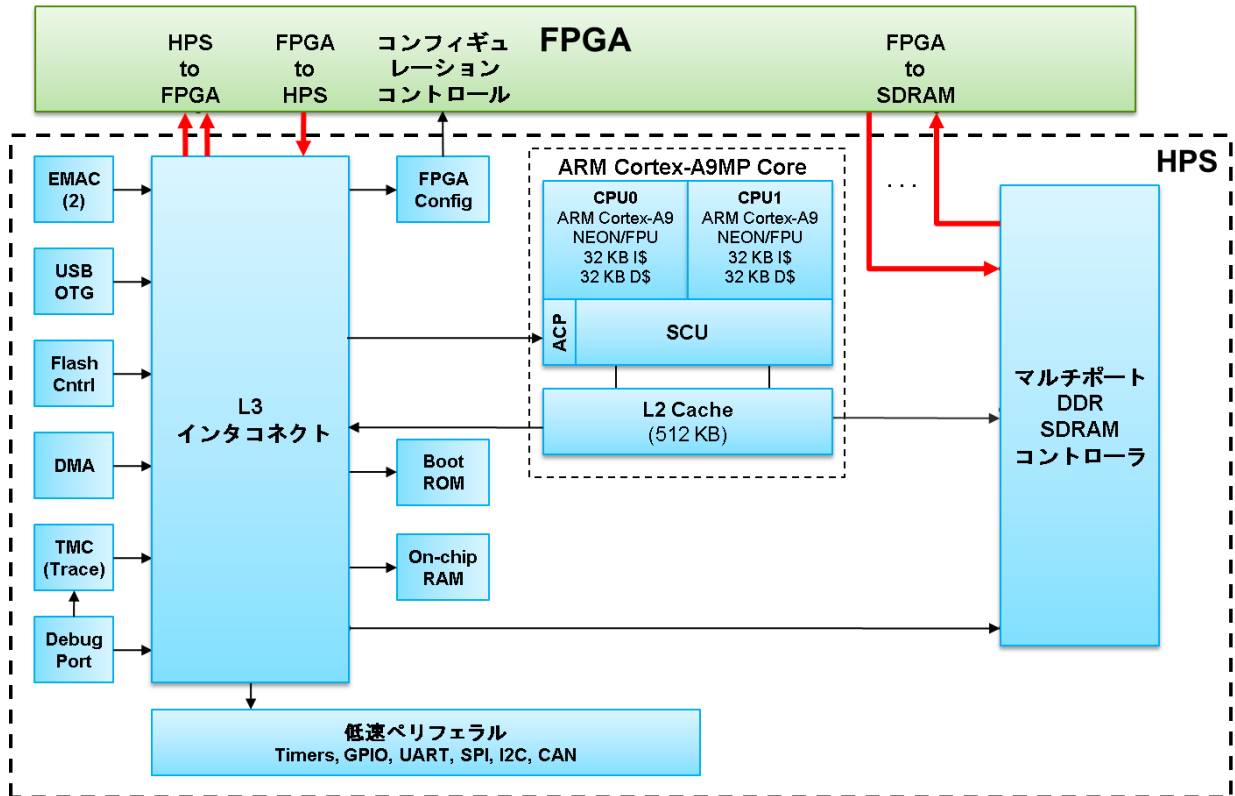 FPGA
HPS
to
FPGA
FPGA
to
HPS
コンフィギュ
レーション
コントロール
FPGA
to
SDRAM
HPS
EMAC
(2)
USB
OTG
Flash
Cntrl
DMA
TMC
(Trace)
Debug
Port
L3
インタコネクト
FPGA
Config
Boot
ROM
On-chip
RAM
ARM Cortex-A9MP Core
CPU0
ARM Cortex-A9
NEON/FPU
32 KB I$
32 KB D$
CPU1
ARM Cortex-A9
NEON/FPU
32 KB I$
32 KB D$
ACP
SCU
L2 Cache
(512 KB)
. . .
マルチポート
DDR
SDRAM
コントローラ
低速ペリフェラル
Timers, GPIO, UART, SPI, I2C, CAN